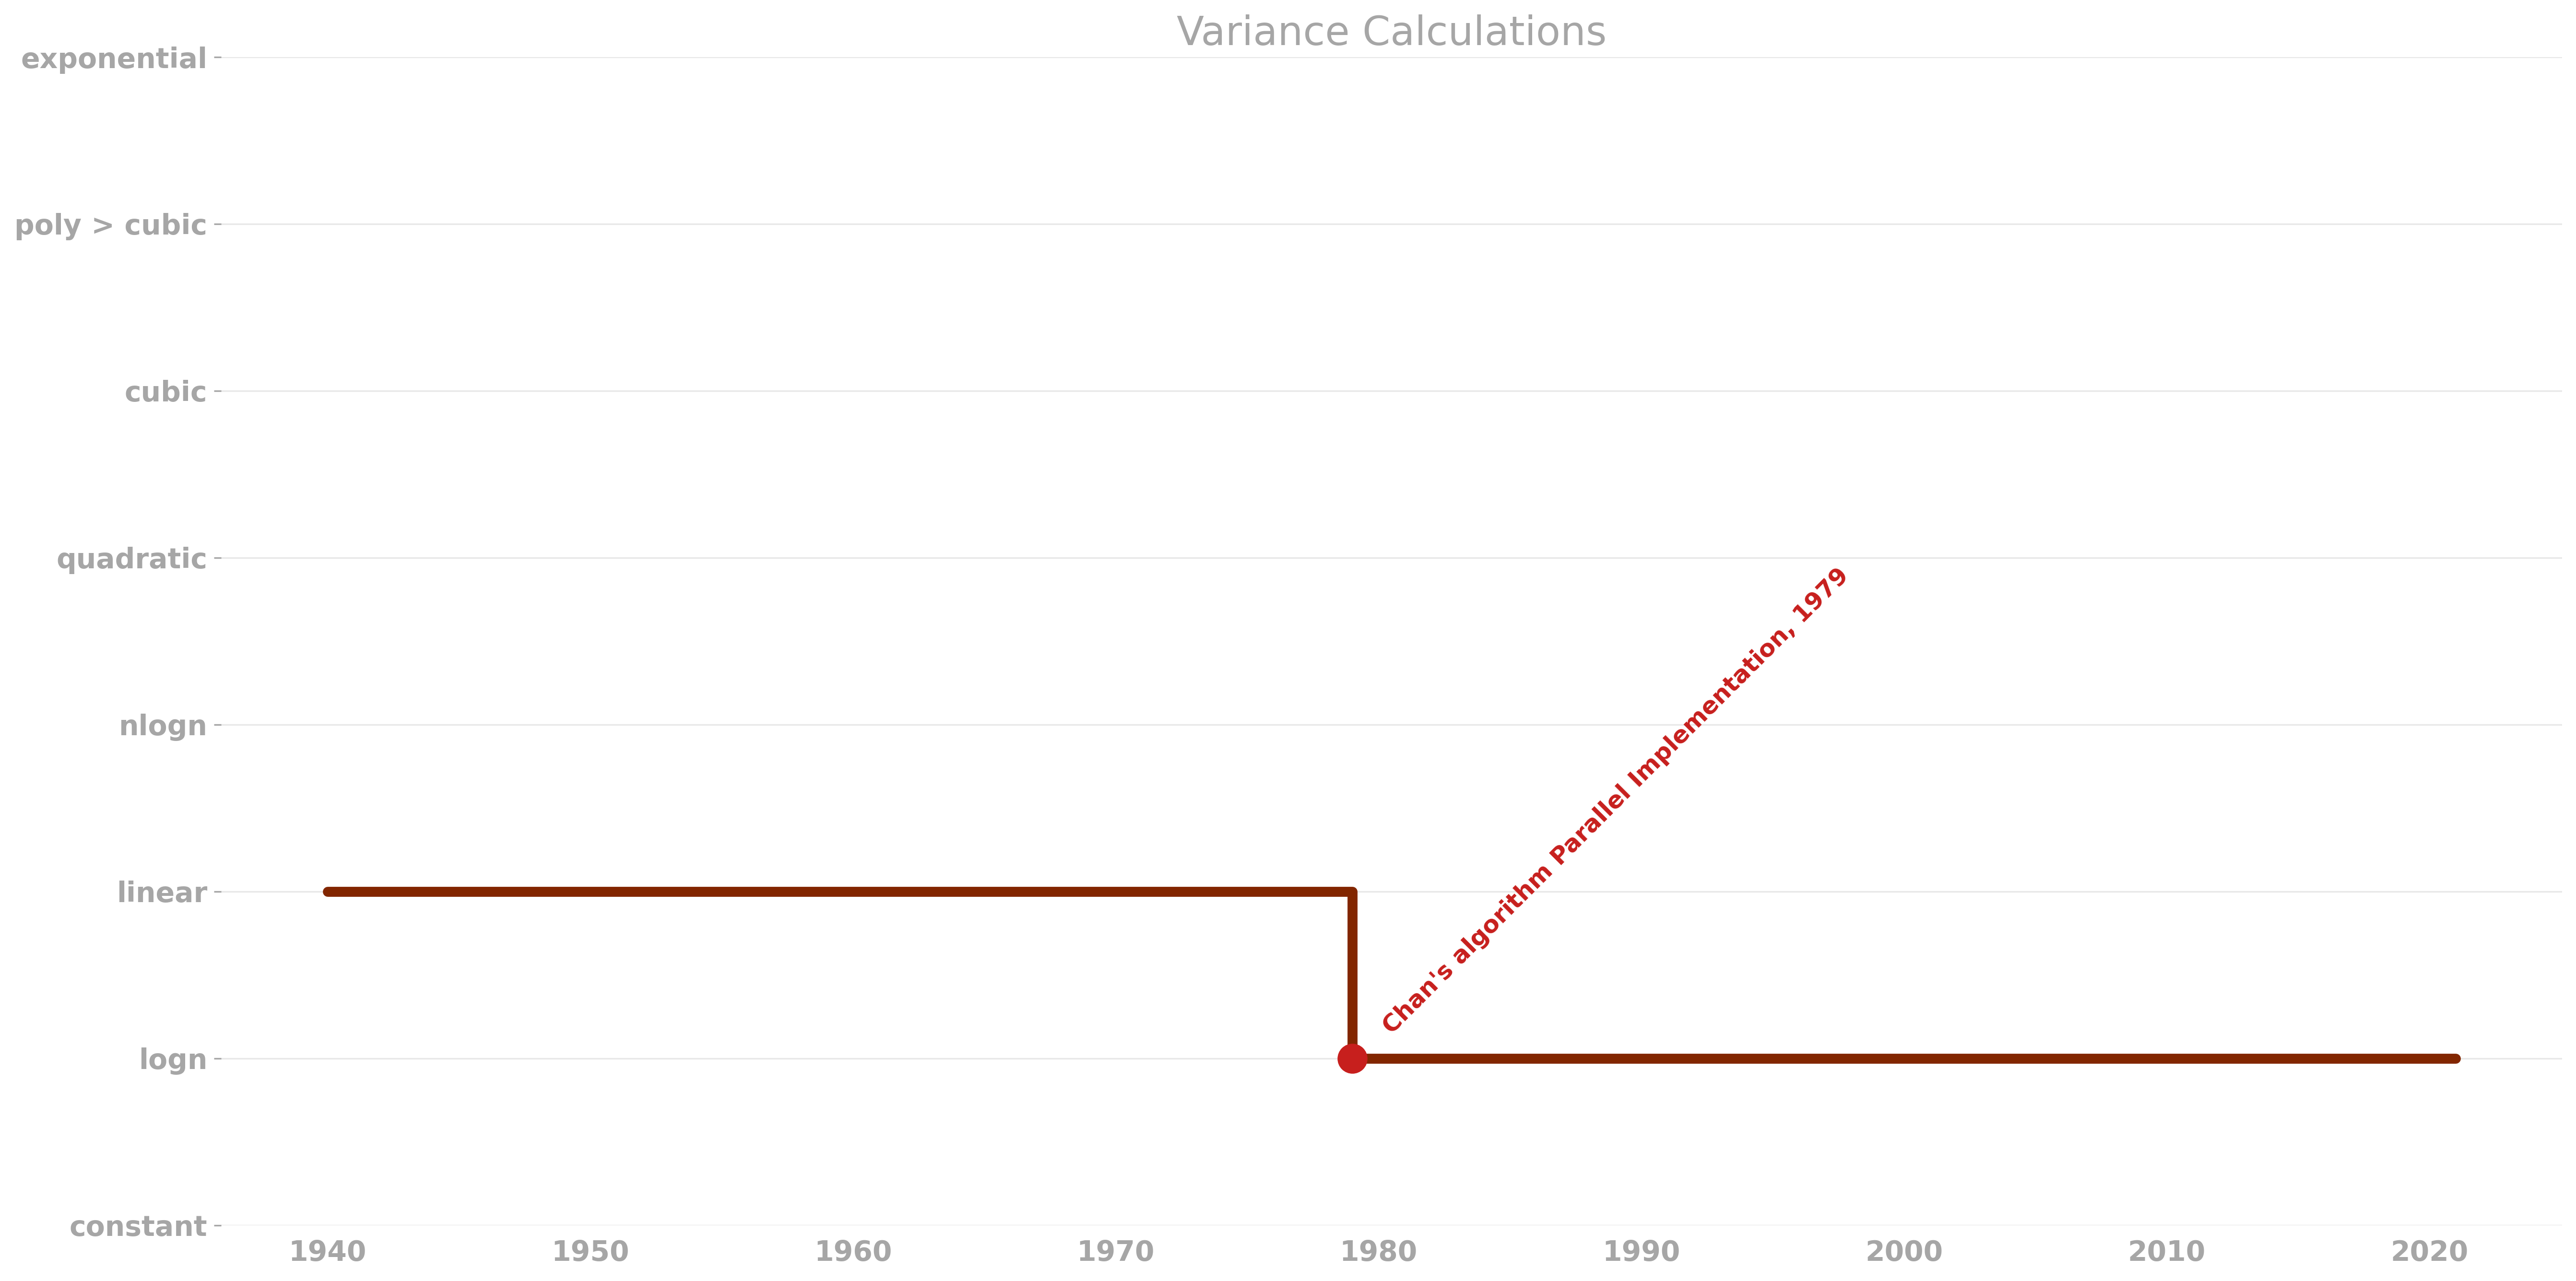 Variance Calculations
exponential
poly > cubic
cubic
quadratic
nlogn
linear
logn
constant
Chan's algorithm Parallel Implementation, 1979
1940 1950 1960 1970 1980 1990 2000 2010 2020